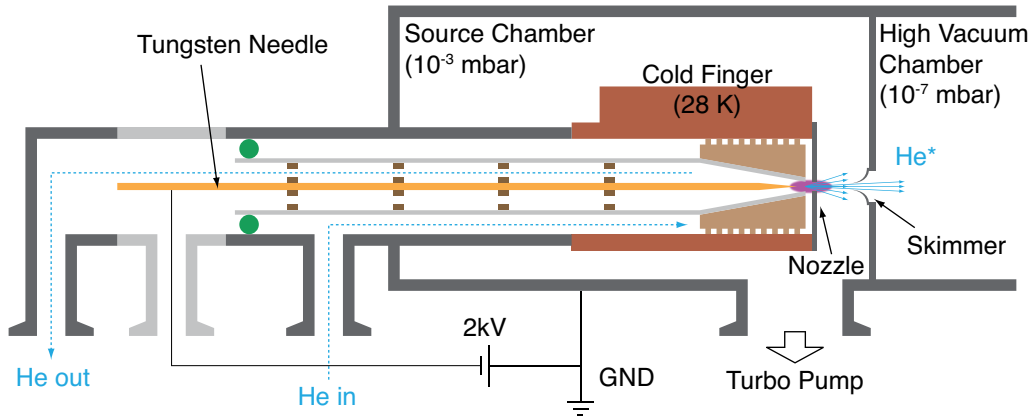 Tungsten Needle
Source Chamber
(10⁻³ mbar)
Cold Finger
(28 K)
High Vacuum
Chamber
(10⁻⁷ mbar)
He*
Skimmer
Nozzle
2kV
He out
He in
GND
Turbo Pump